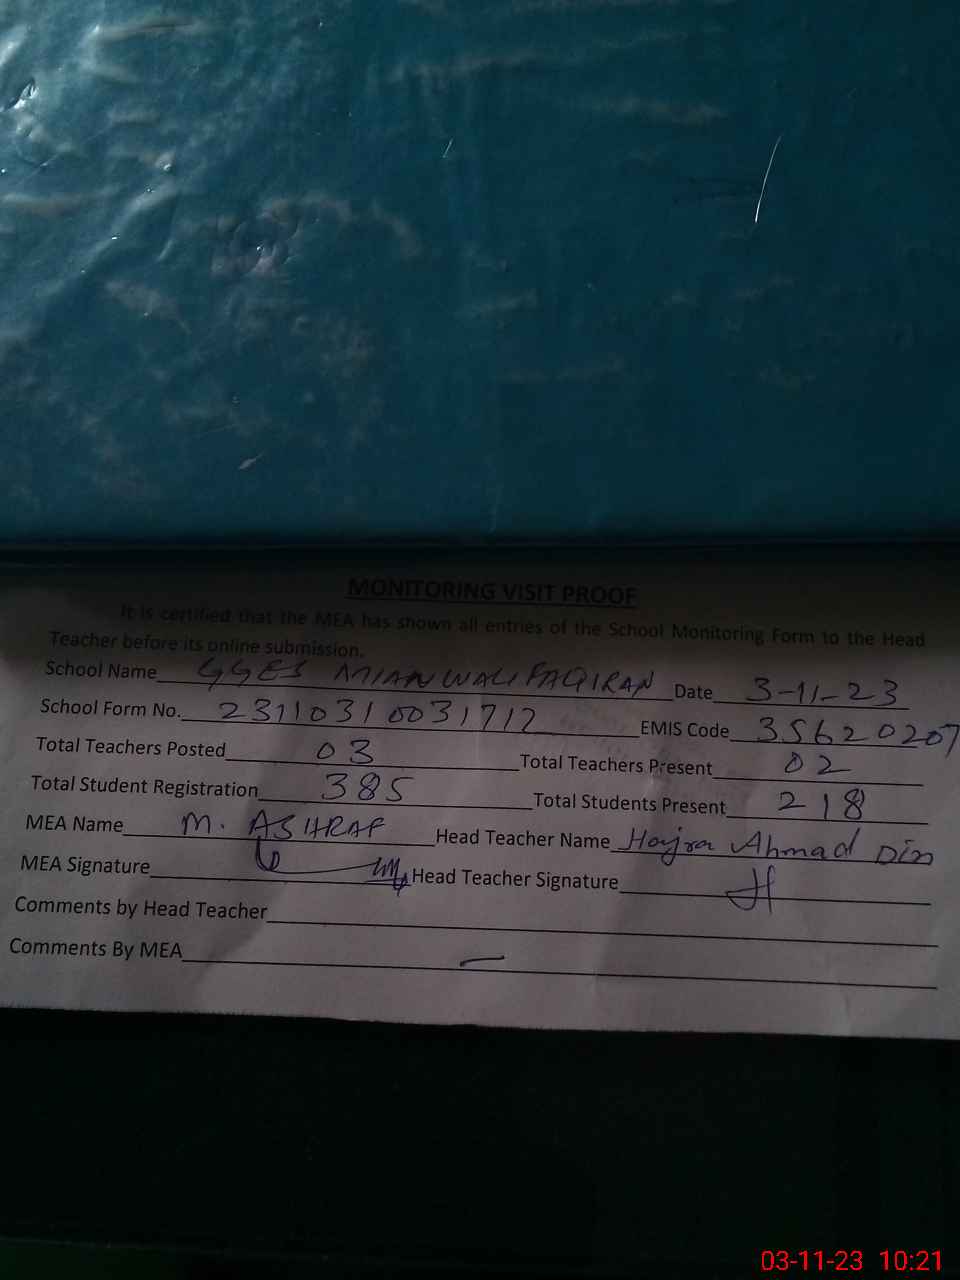 MONITORING VISIT PROOF
It is certified that the MEA has shown all entries of the School Monitoring Form to the Head
Teacher before its online submission.
School Name GGES MIANWALI FAQIRAN Date 3-11-23
School Form No. 23110310031712 EMIS Code 35620207
Total Teachers Posted 03 Total Teachers Present 02
Total Student Registration 385 Total Students Present 218
MEA Name M. ASHRAF Head Teacher Name Hajra Ahmad Din
MEA Signature Head Teacher Signature H
Comments by Head Teacher
Comments By MEA —
03-11-23 10:21